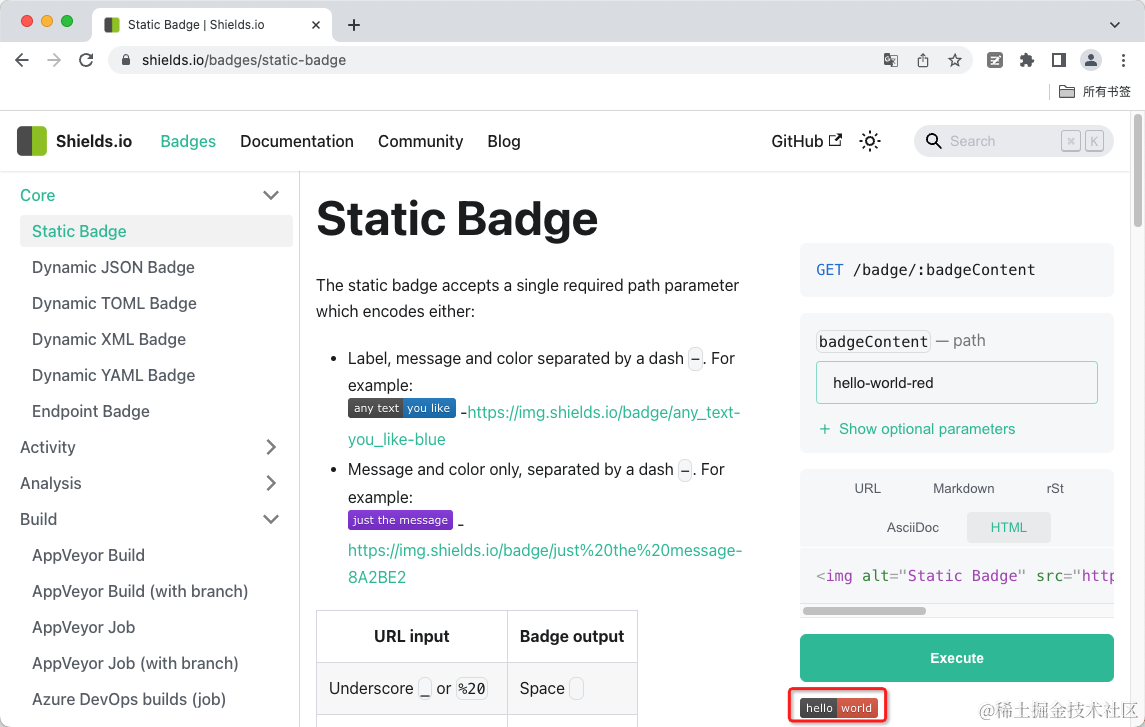 Static Badge | Shields.io
shields.io/badges/static-badge
所有书签
Shields.io Badges Documentation Community Blog GitHub Search ⌘ K
Core
Static Badge
Dynamic JSON Badge
Dynamic TOML Badge
Dynamic XML Badge
Dynamic YAML Badge
Endpoint Badge
Activity
Analysis
Build
AppVeyor Build
AppVeyor Build (with branch)
AppVeyor Job
AppVeyor Job (with branch)
Azure DevOps builds (job)
Static Badge
The static badge accepts a single required path parameter
which encodes either:
• Label, message and color separated by a dash -. For
example:
any text you like -https://img.shields.io/badge/any_text-
you_like-blue
• Message and color only, separated by a dash -. For
example:
just the message -
https://img.shields.io/badge/just%20the%20message-
8A2BE2
URL input Badge output
Underscore _ or %20 Space
GET /badge/:badgeContent
badgeContent — path
hello-world-red
+ Show optional parameters
URL Markdown rSt
AsciiDoc HTML
<img alt="Static Badge" src="http
Execute
hello world
@稀土掘金技术社区